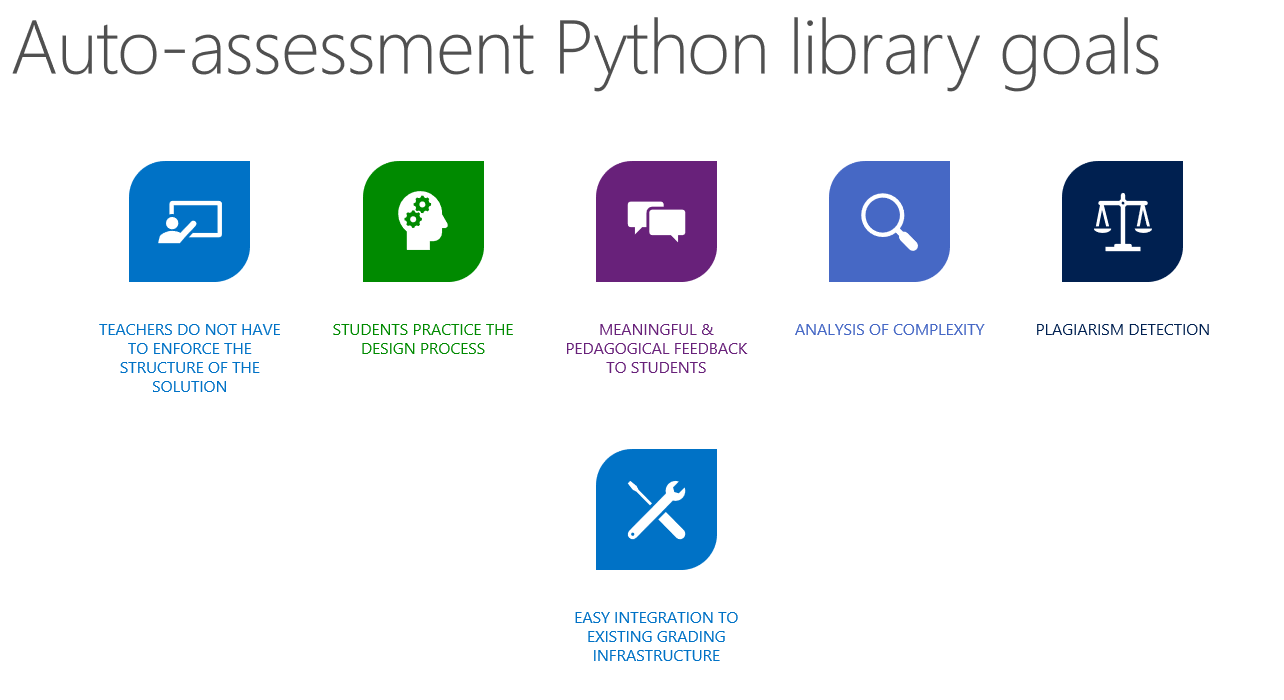 Auto-assessment Python library goals
TEACHERS DO NOT HAVE
TO ENFORCE THE
STRUCTURE OF THE
SOLUTION
STUDENTS PRACTICE THE
DESIGN PROCESS
MEANINGFUL &
PEDAGOGICAL FEEDBACK
TO STUDENTS
ANALYSIS OF COMPLEXITY
PLAGIARISM DETECTION
EASY INTEGRATION TO
EXISTING GRADING
INFRASTRUCTURE